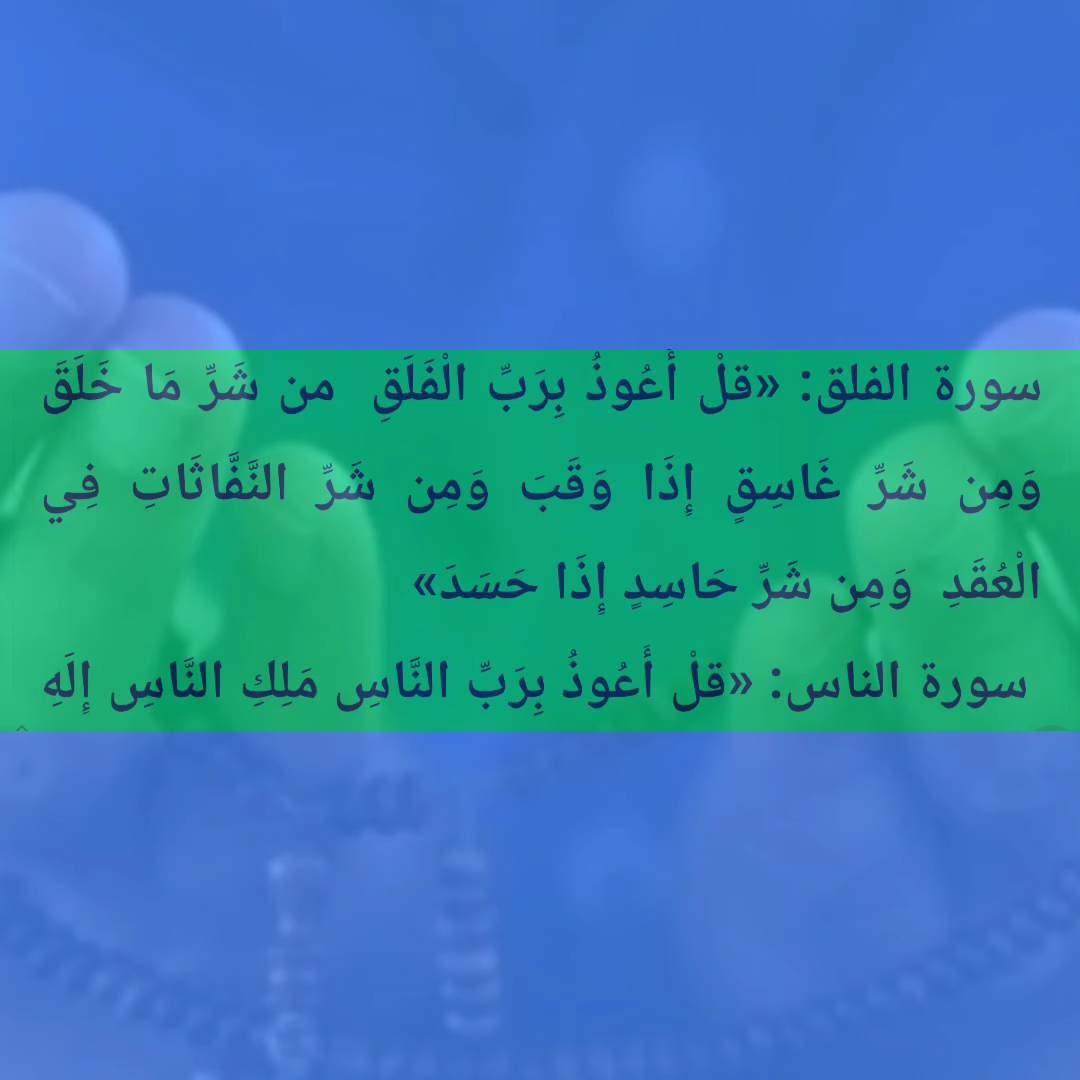 سورة الفلق: «قلْ أَعُوذُ بِرَبِّ الْفَلَقِ من شَرِّ مَا خَلَقَ
وَمِن شَرِّ غَاسِقٍ إِذَا وَقَبَ وَمِن شَرِّ النَّفَّاثَاتِ فِي
الْعُقَدِ وَمِن شَرِّ حَاسِدٍ إِذَا حَسَدَ»
سورة الناس: «قلْ أَعُوذُ بِرَبِّ النَّاسِ مَلِكِ النَّاسِ إِلَهِ